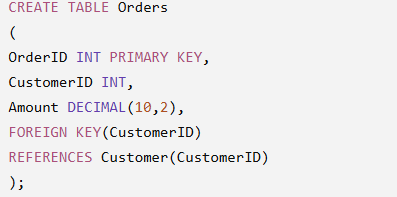 CREATE TABLE Orders
(
OrderID INT PRIMARY KEY,
CustomerID INT,
Amount DECIMAL(10,2),
FOREIGN KEY(CustomerID)
REFERENCES Customer(CustomerID)
);